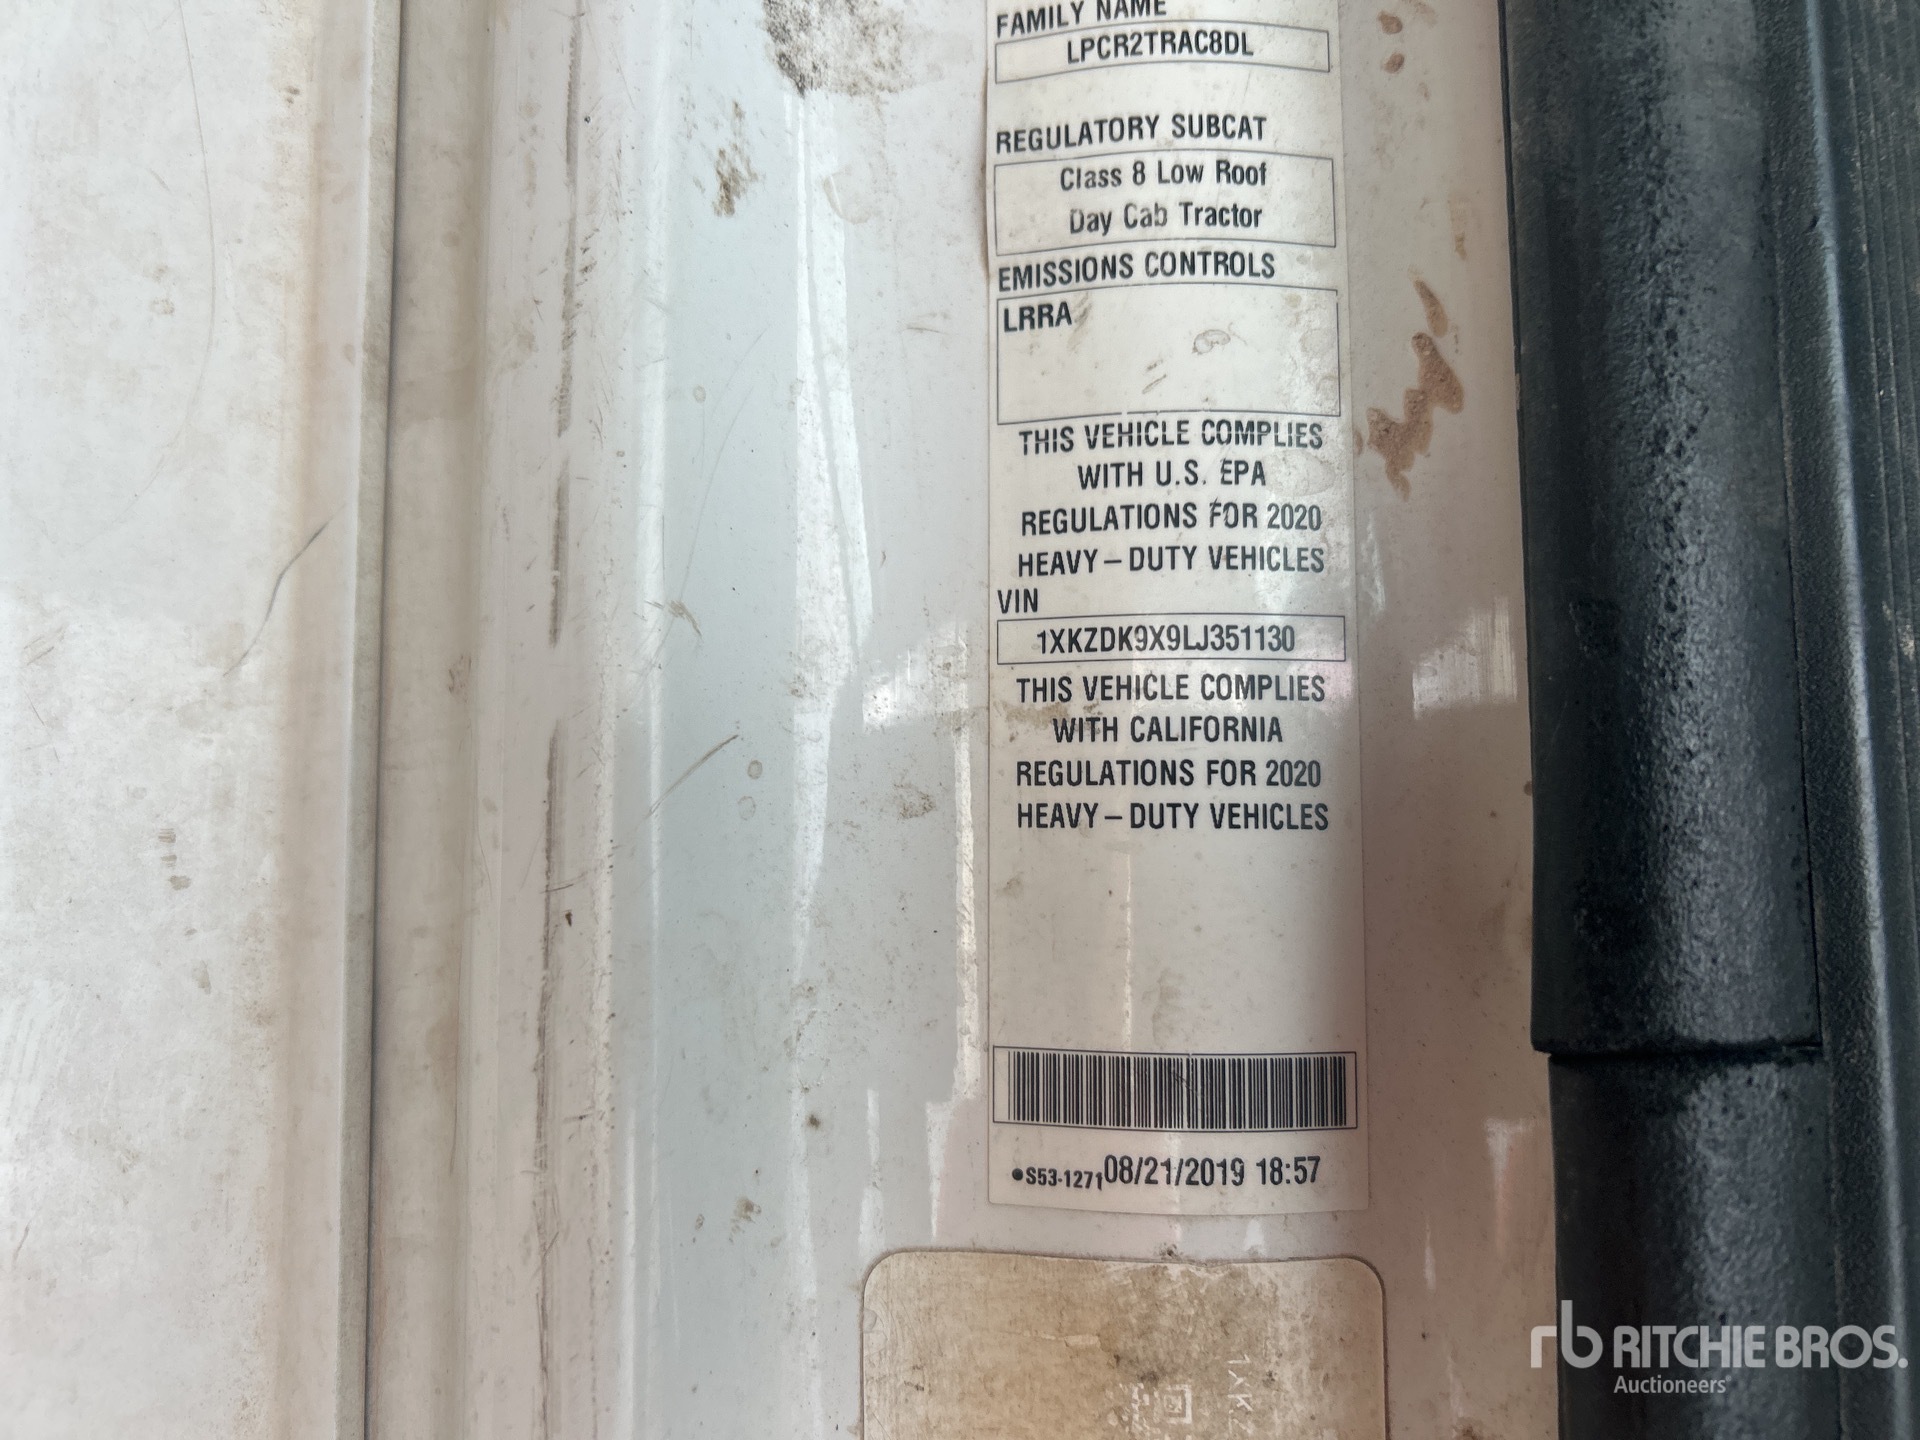 FAMILY NAME
LPCR2TRAC8DL
REGULATORY SUBCAT
Class 8 Low Roof
Day Cab Tractor
EMISSIONS CONTROLS
LRRA
THIS VEHICLE COMPLIES
WITH U.S. EPA
REGULATIONS FOR 2020
HEAVY – DUTY VEHICLES
VIN
1XKZDK9X9LJ351130
THIS VEHICLE COMPLIES
WITH CALIFORNIA
REGULATIONS FOR 2020
HEAVY – DUTY VEHICLES
•S53-1271 08/21/2019 18:57
rb RITCHIE BROS.
Auctioneers